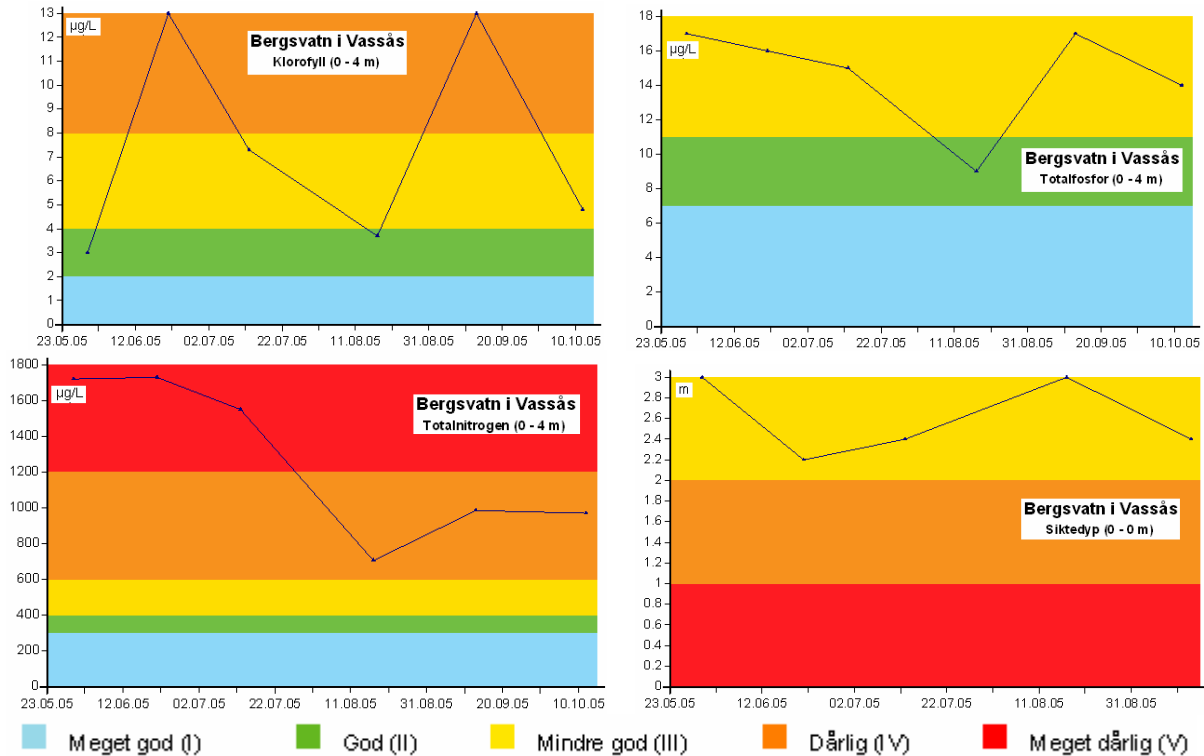 13
12
11
10
9
8
7
6
5
4
3
2
1
0
µg/L
Bergsvatn i Vassås
Klorofyll (0 - 4 m)
23.05.05 12.06.05 02.07.05 22.07.05 11.08.05 31.08.05 20.09.05 10.10.05
18
16
14
12
10
8
6
4
2
0
µg/L
Bergsvatn i Vassås
Totalfosfor (0 - 4 m)
23.05.05 12.06.05 02.07.05 22.07.05 11.08.05 31.08.05 20.09.05 10.10.05
1800
1600
1400
1200
1000
800
600
400
200
0
µg/L
Bergsvatn i Vassås
Totalnitrogen (0 - 4 m)
23.05.05 12.06.05 02.07.05 22.07.05 11.08.05 31.08.05 20.09.05 10.10.05
3
2.8
2.6
2.4
2.2
2
1.8
1.6
1.4
1.2
1
0.8
0.6
0.4
0.2
0
m
Bergsvatn i Vassås
Siktedyp (0 - 0 m)
23.05.05 12.06.05 02.07.05 22.07.05 11.08.05 31.08.05
Meget god (I) God (II) Mindre god (III) Dårlig (IV) Meget dårlig (V)